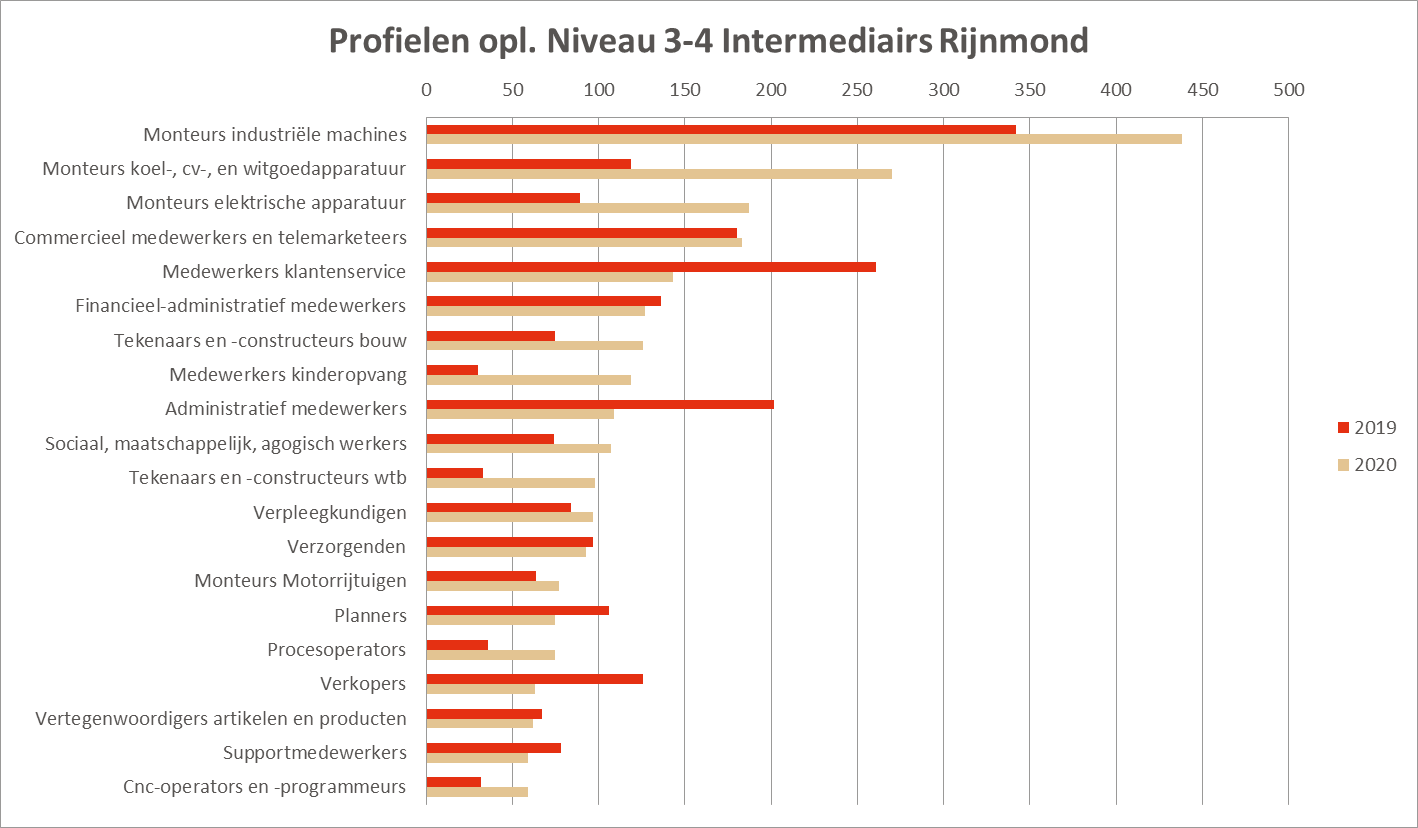 Profielen opl. Niveau 3-4 Intermediairs Rijnmond
0 50 100 150 200 250 300 350 400 450 500
Monteurs industriële machines
Monteurs koel-, cv-, en witgoedapparatuur
Monteurs elektrische apparatuur
Commercieel medewerkers en telemarketeers
Medewerkers klantenservice
Financieel-administratief medewerkers
Tekenaars en -constructeurs bouw
Medewerkers kinderopvang
Administratief medewerkers
Sociaal, maatschappelijk, agogisch werkers
Tekenaars en -constructeurs wtb
Verpleegkundigen
Verzorgenden
Monteurs Motorrijtuigen
Planners
Procesoperators
Verkopers
Vertegenwoordigers artikelen en producten
Supportmedewerkers
Cnc-operators en -programmeurs
2019
2020